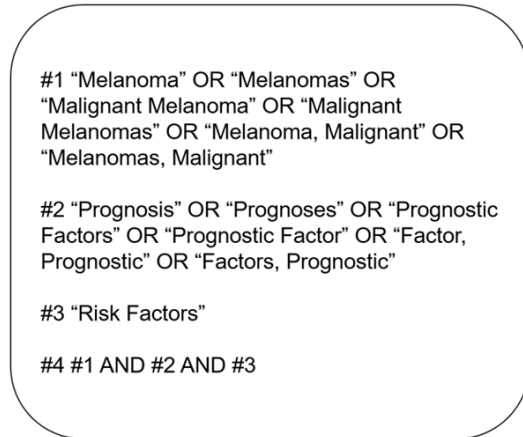 #1 “Melanoma” OR “Melanomas” OR
“Malignant Melanoma” OR “Malignant
Melanomas” OR “Melanoma, Malignant” OR
“Melanomas, Malignant”
#2 “Prognosis” OR “Prognoses” OR “Prognostic
Factors” OR “Prognostic Factor” OR “Factor,
Prognostic” OR “Factors, Prognostic”
#3 “Risk Factors”
#4 #1 AND #2 AND #3